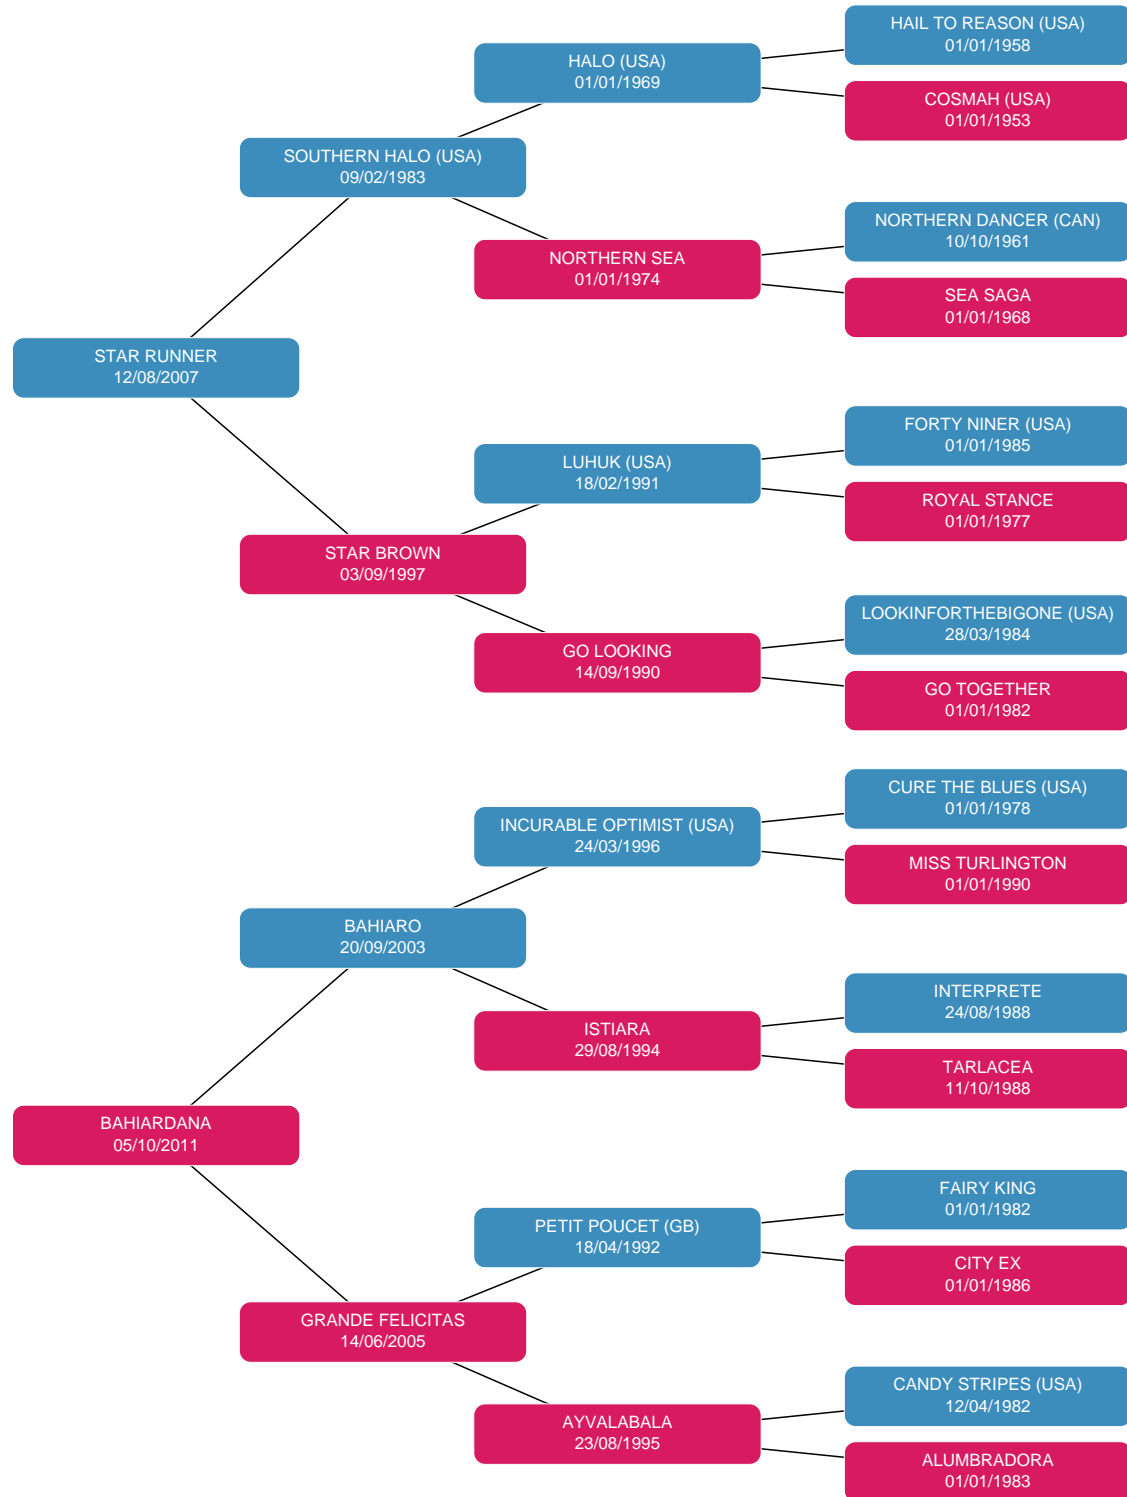 HAIL TO REASON (USA)
01/01/1958
HALO (USA)
01/01/1969
COSMAH (USA)
01/01/1953
SOUTHERN HALO (USA)
09/02/1983
NORTHERN DANCER (CAN)
10/10/1961
NORTHERN SEA
01/01/1974
SEA SAGA
01/01/1968
STAR RUNNER
12/08/2007
FORTY NINER (USA)
01/01/1985
LUHUK (USA)
18/02/1991
ROYAL STANCE
01/01/1977
STAR BROWN
03/09/1997
LOOKINFORTHEBIGONE (USA)
28/03/1984
GO LOOKING
14/09/1990
GO TOGETHER
01/01/1982
CURE THE BLUES (USA)
01/01/1978
INCURABLE OPTIMIST (USA)
24/03/1996
MISS TURLINGTON
01/01/1990
BAHIARO
20/09/2003
INTERPRETE
24/08/1988
ISTIARA
29/08/1994
TARLACEA
11/10/1988
BAHIARDANA
05/10/2011
FAIRY KING
01/01/1982
PETIT POUCET (GB)
18/04/1992
CITY EX
01/01/1986
GRANDE FELICITAS
14/06/2005
CANDY STRIPES (USA)
12/04/1982
AYVALABALA
23/08/1995
ALUMBRADORA
01/01/1983